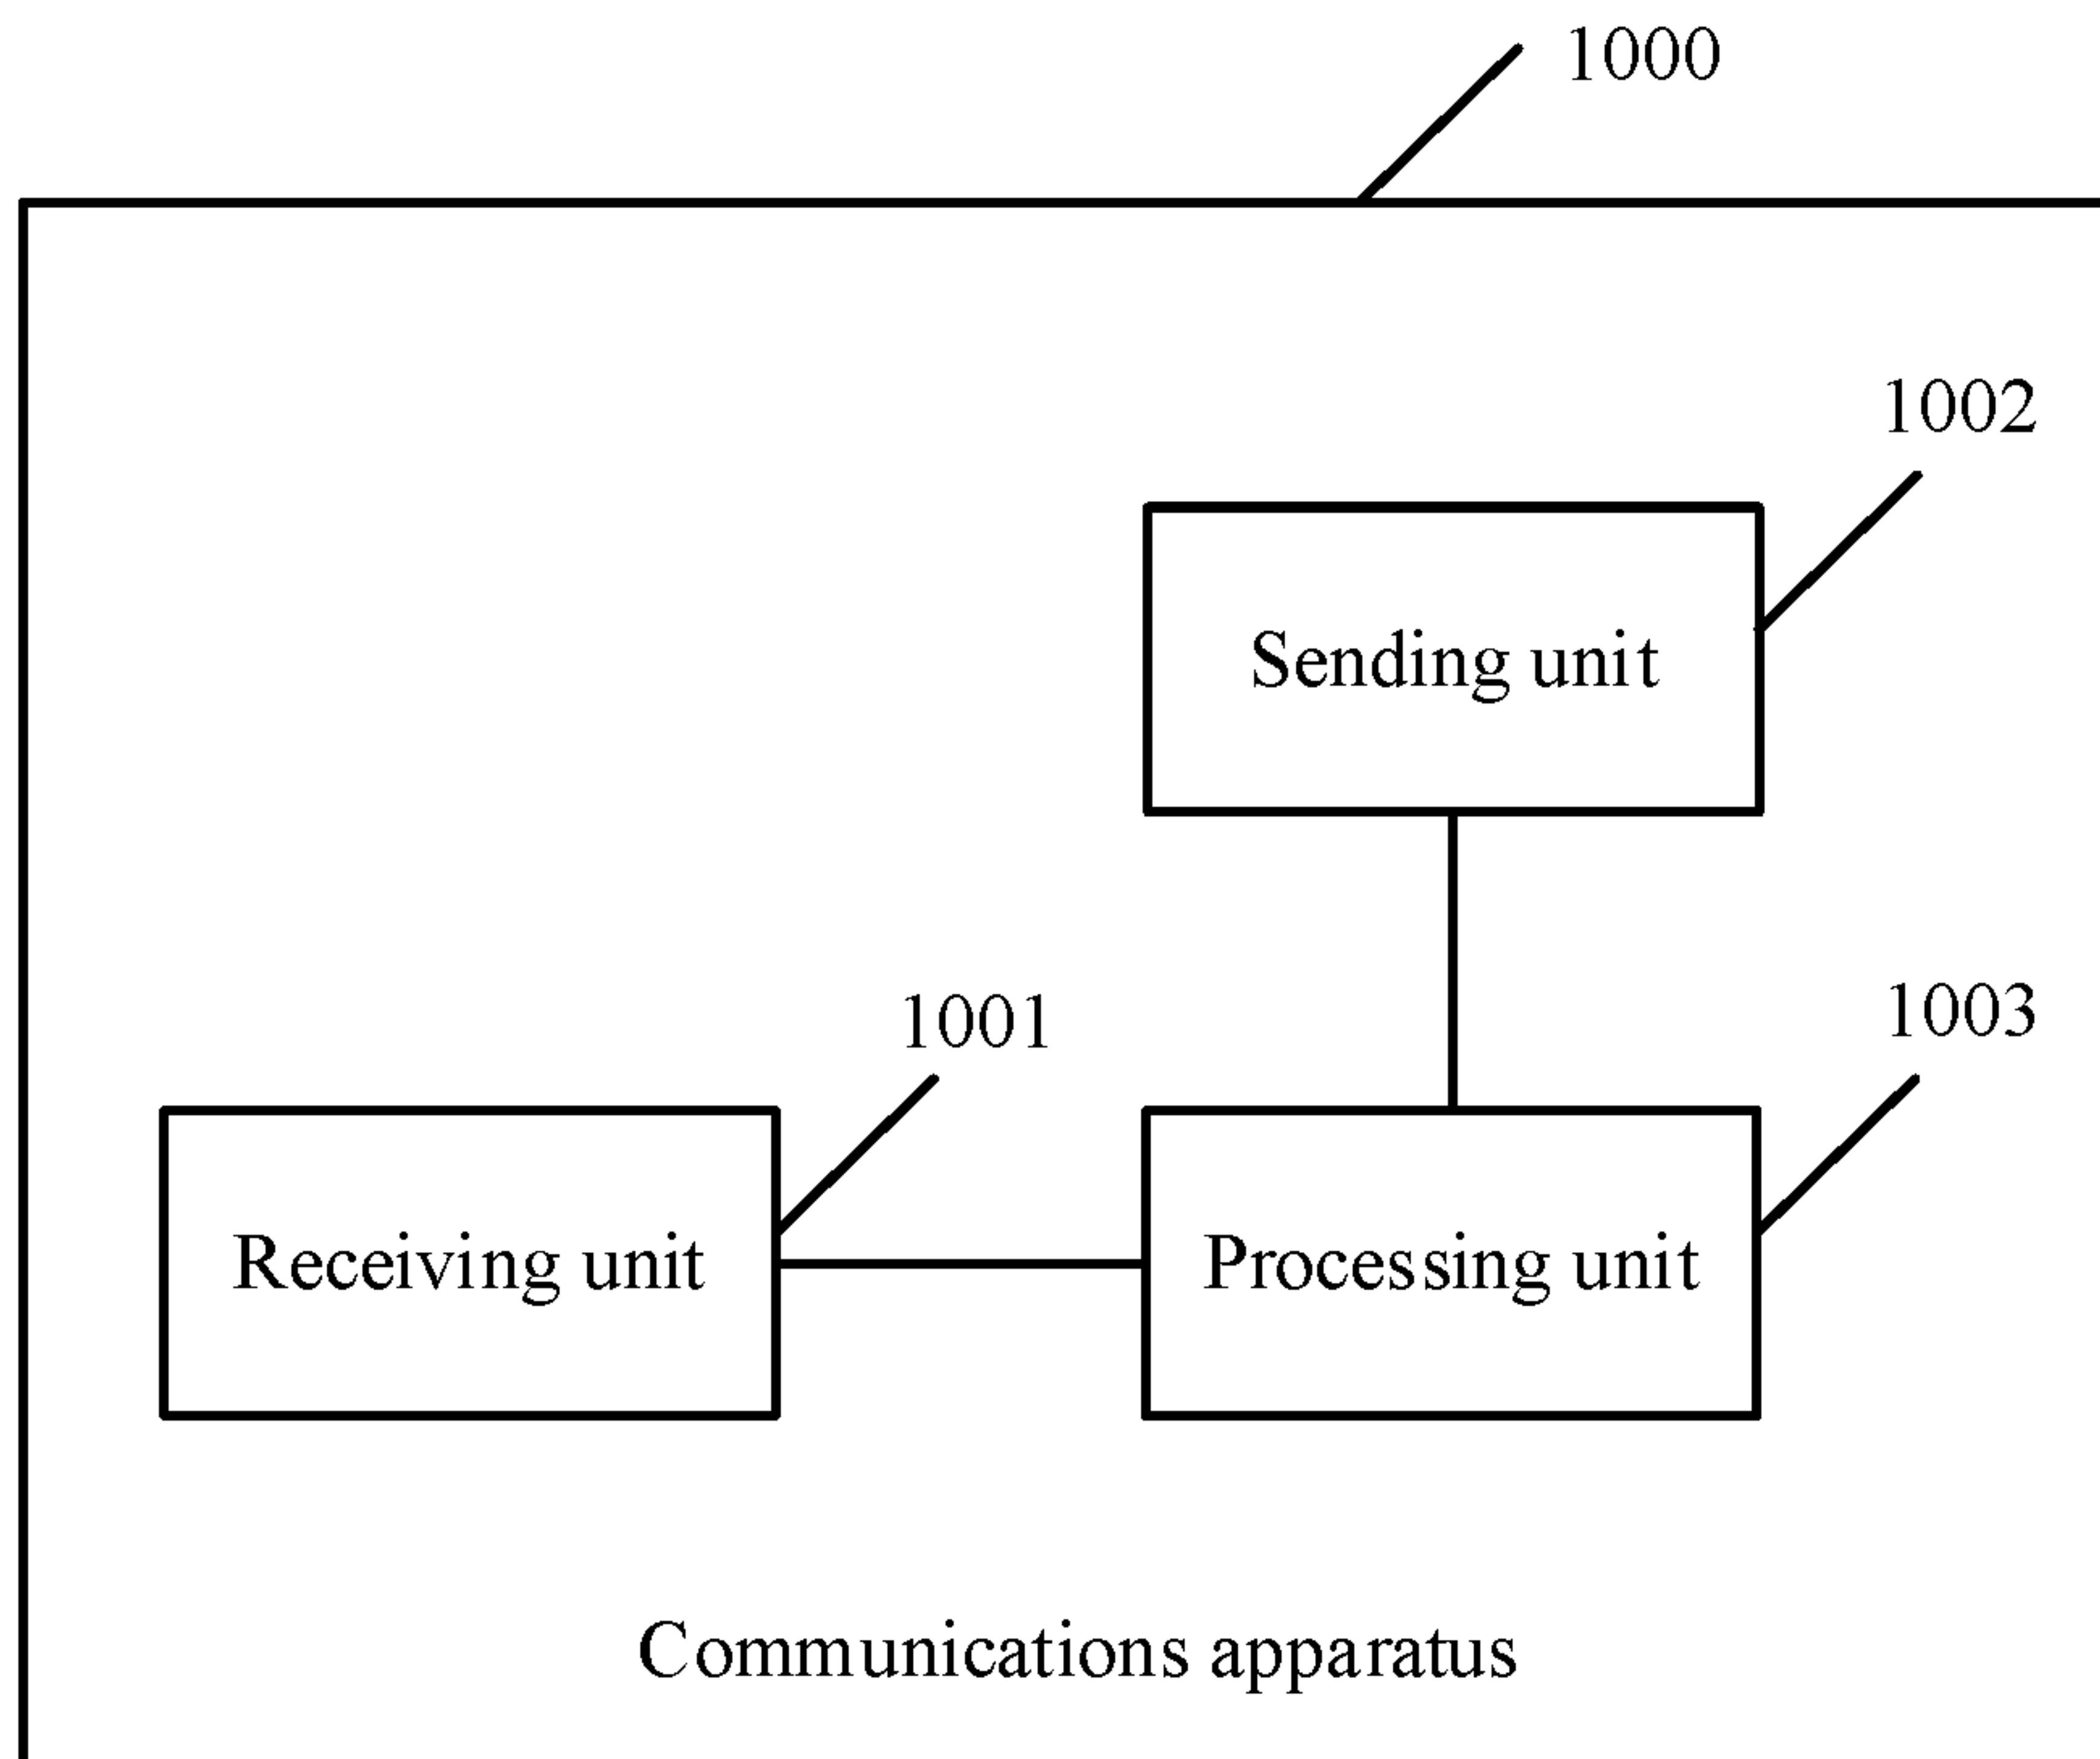 1000
1002
Sending unit
1001
1003
Receiving unit
Processing unit
Communications apparatus